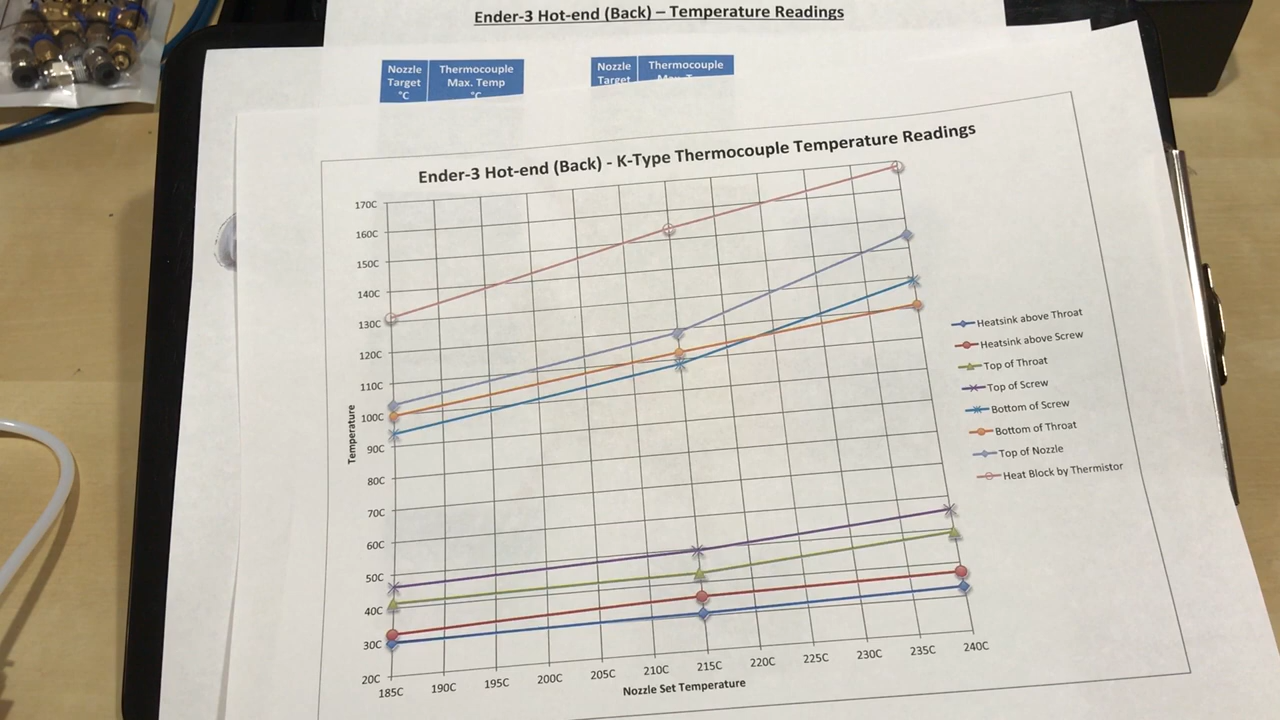 Ender-3 Hot-end (Back) – Temperature Readings
Nozzle
Target
°C
Thermocouple
Max. Temp
°C
Nozzle
Target
Thermocouple
Ender-3 Hot-end (Back) - K-Type Thermocouple Temperature Readings
170C
160C
150C
140C
130C
120C
110C
100C
90C
80C
70C
60C
50C
40C
30C
20C
Temperature
185C
190C
195C
200C
205C
210C
215C
220C
225C
230C
235C
240C
Nozzle Set Temperature
Heatsink above Throat
Heatsink above Screw
Top of Throat
Top of Screw
Bottom of Screw
Bottom of Throat
Top of Nozzle
Heat Block by Thermistor